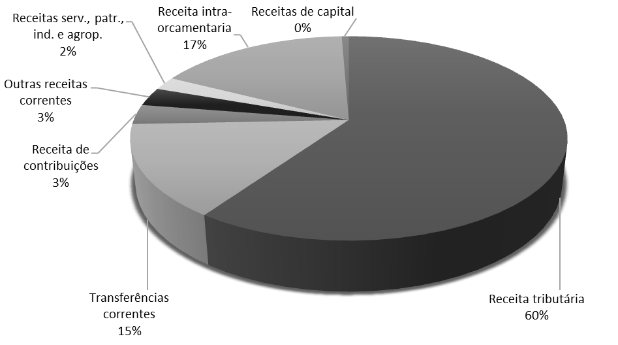 Receitas serv., patr.,
ind. e agrop.
2%
Receita intra-
orcamentaria
17%
Receitas de capital
0%
Outras receitas
correntes
3%
Receita de
contribuições
3%
Transferências
correntes
15%
Receita tributária
60%